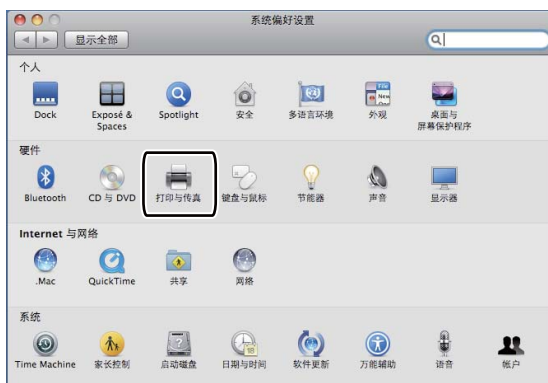 系统偏好设置
显示全部
个人
Dock
Exposé & Spaces
Spotlight
安全
多语言环境
外观
桌面与屏幕保护程序
硬件
Bluetooth
CD 与 DVD
打印与传真
键盘与鼠标
节能器
声音
显示器
Internet 与网络
.Mac
QuickTime
共享
网络
系统
Time Machine
家长控制
启动磁盘
日期与时间
软件更新
万能辅助
语音
帐户